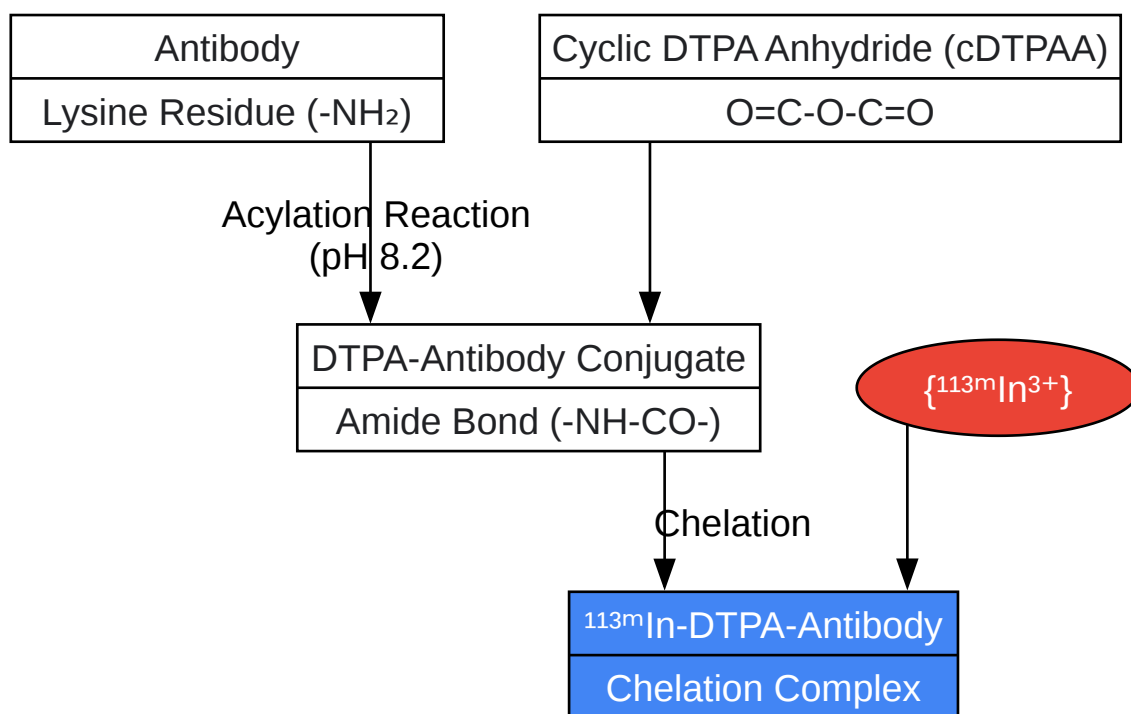 Antibody
Lysine Residue (-NH₂)
Cyclic DTPA Anhydride (cDTPAA)
O=C-O-C=O
Acylation Reaction
(pH 8.2)
DTPA-Antibody Conjugate
Amide Bond (-NH-CO-)
{¹¹³ᵐIn³⁺}
Chelation
¹¹³ᵐIn-DTPA-Antibody
Chelation Complex